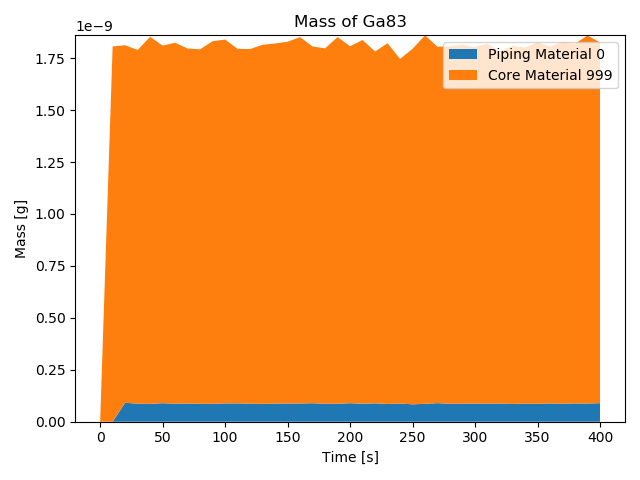 Mass of Ga83
1e−9
Piping Material 0
Core Material 999
1.75
1.50
1.25
1.00
0.75
0.50
0.25
0.00
Mass [g]
0 50 100 150 200 250 300 350 400
Time [s]